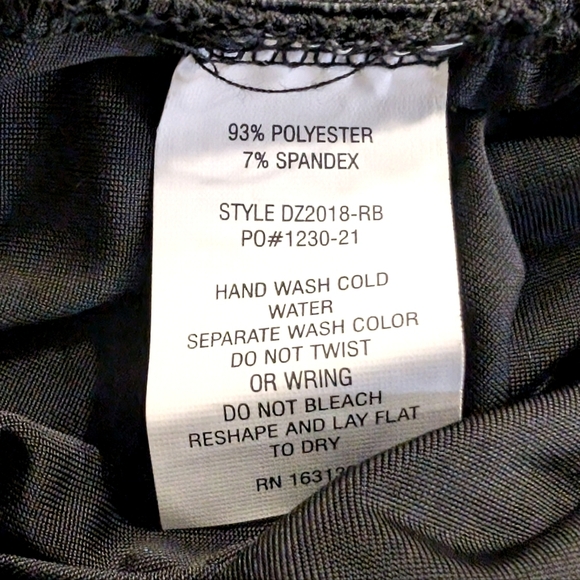 93% POLYESTER
7% SPANDEX
STYLE DZ2018-RB
PO#1230-21
HAND WASH COLD
WATER
SEPARATE WASH COLOR
DO NOT TWIST
OR WRING
DO NOT BLEACH
RESHAPE AND LAY FLAT
TO DRY
RN